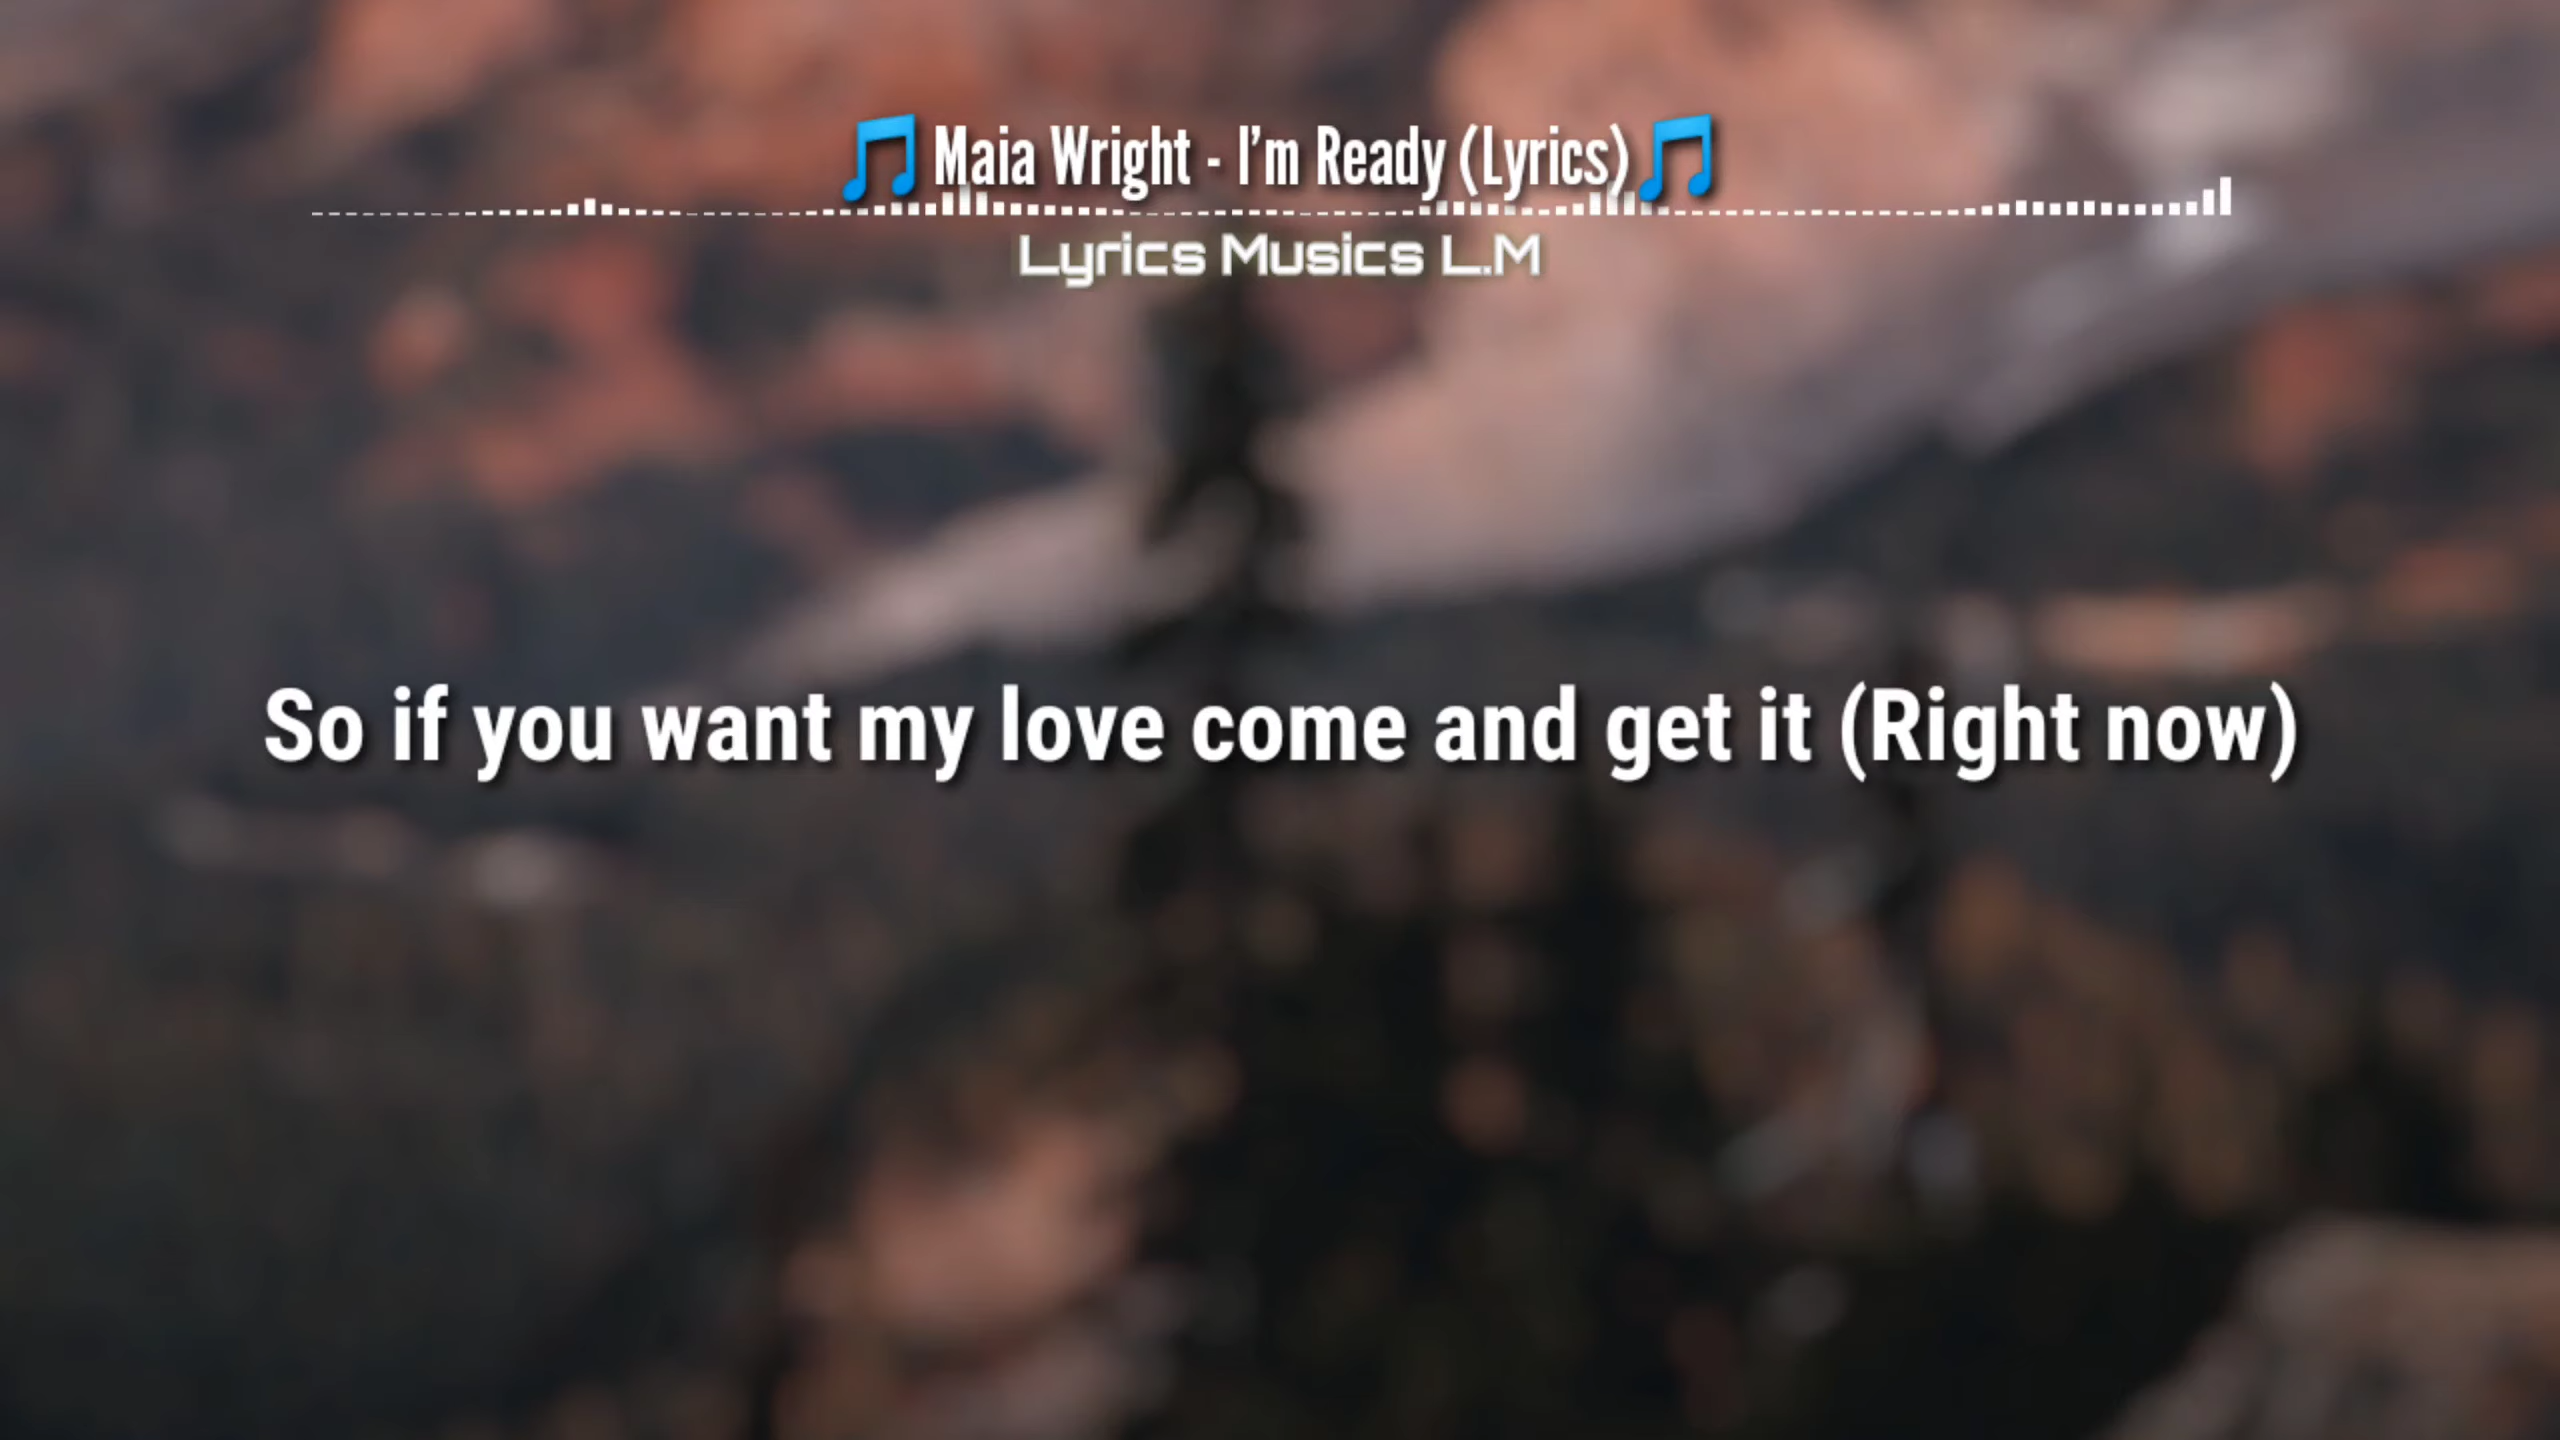 🎵Maia Wright - I'm Ready (Lyrics)🎵
Lyrics Musics L.M
So if you want my love come and get it (Right now)